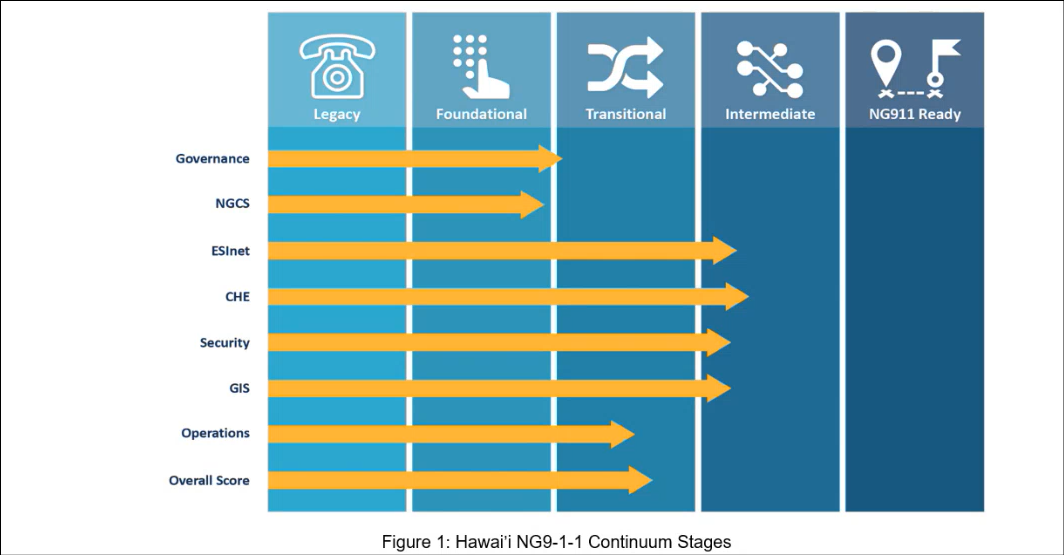 Legacy
Foundational
Transitional
Intermediate
NG911 Ready
Governance
NGCS
ESInet
CHE
Security
GIS
Operations
Overall Score
Figure 1: Hawai’i NG9-1-1 Continuum Stages